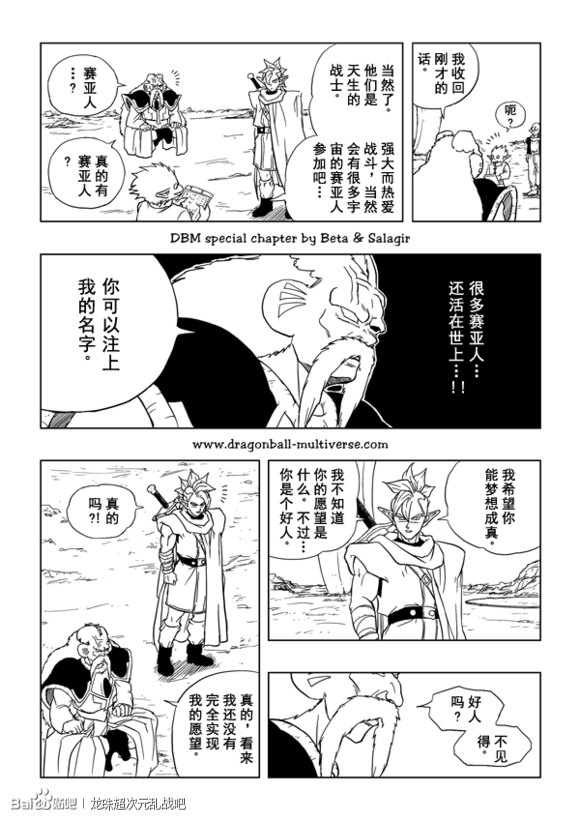 我收回
刚才的
话。
呃?
当然了。
他们是
天生的
战士。
强大而热爱
战斗，当然
会有很多宇
宙的赛亚人
参加吧…
赛亚人
…?
真的有
赛亚人
?
DBM special chapter by Beta & Salagir
很多赛亚人…
还活在世上…!!
你可以注上
我的名字。
www.dragonball-multiverse.com
我希望你
能梦想成真。
我不知道
你的愿望是
什么。不过…
你是个好人。
好人
吗?
不见
得。
真的
吗?!
真的，看来
我还没有
完全实现
我的愿望。
Bai贴吧 | 龙珠超次元乱战吧